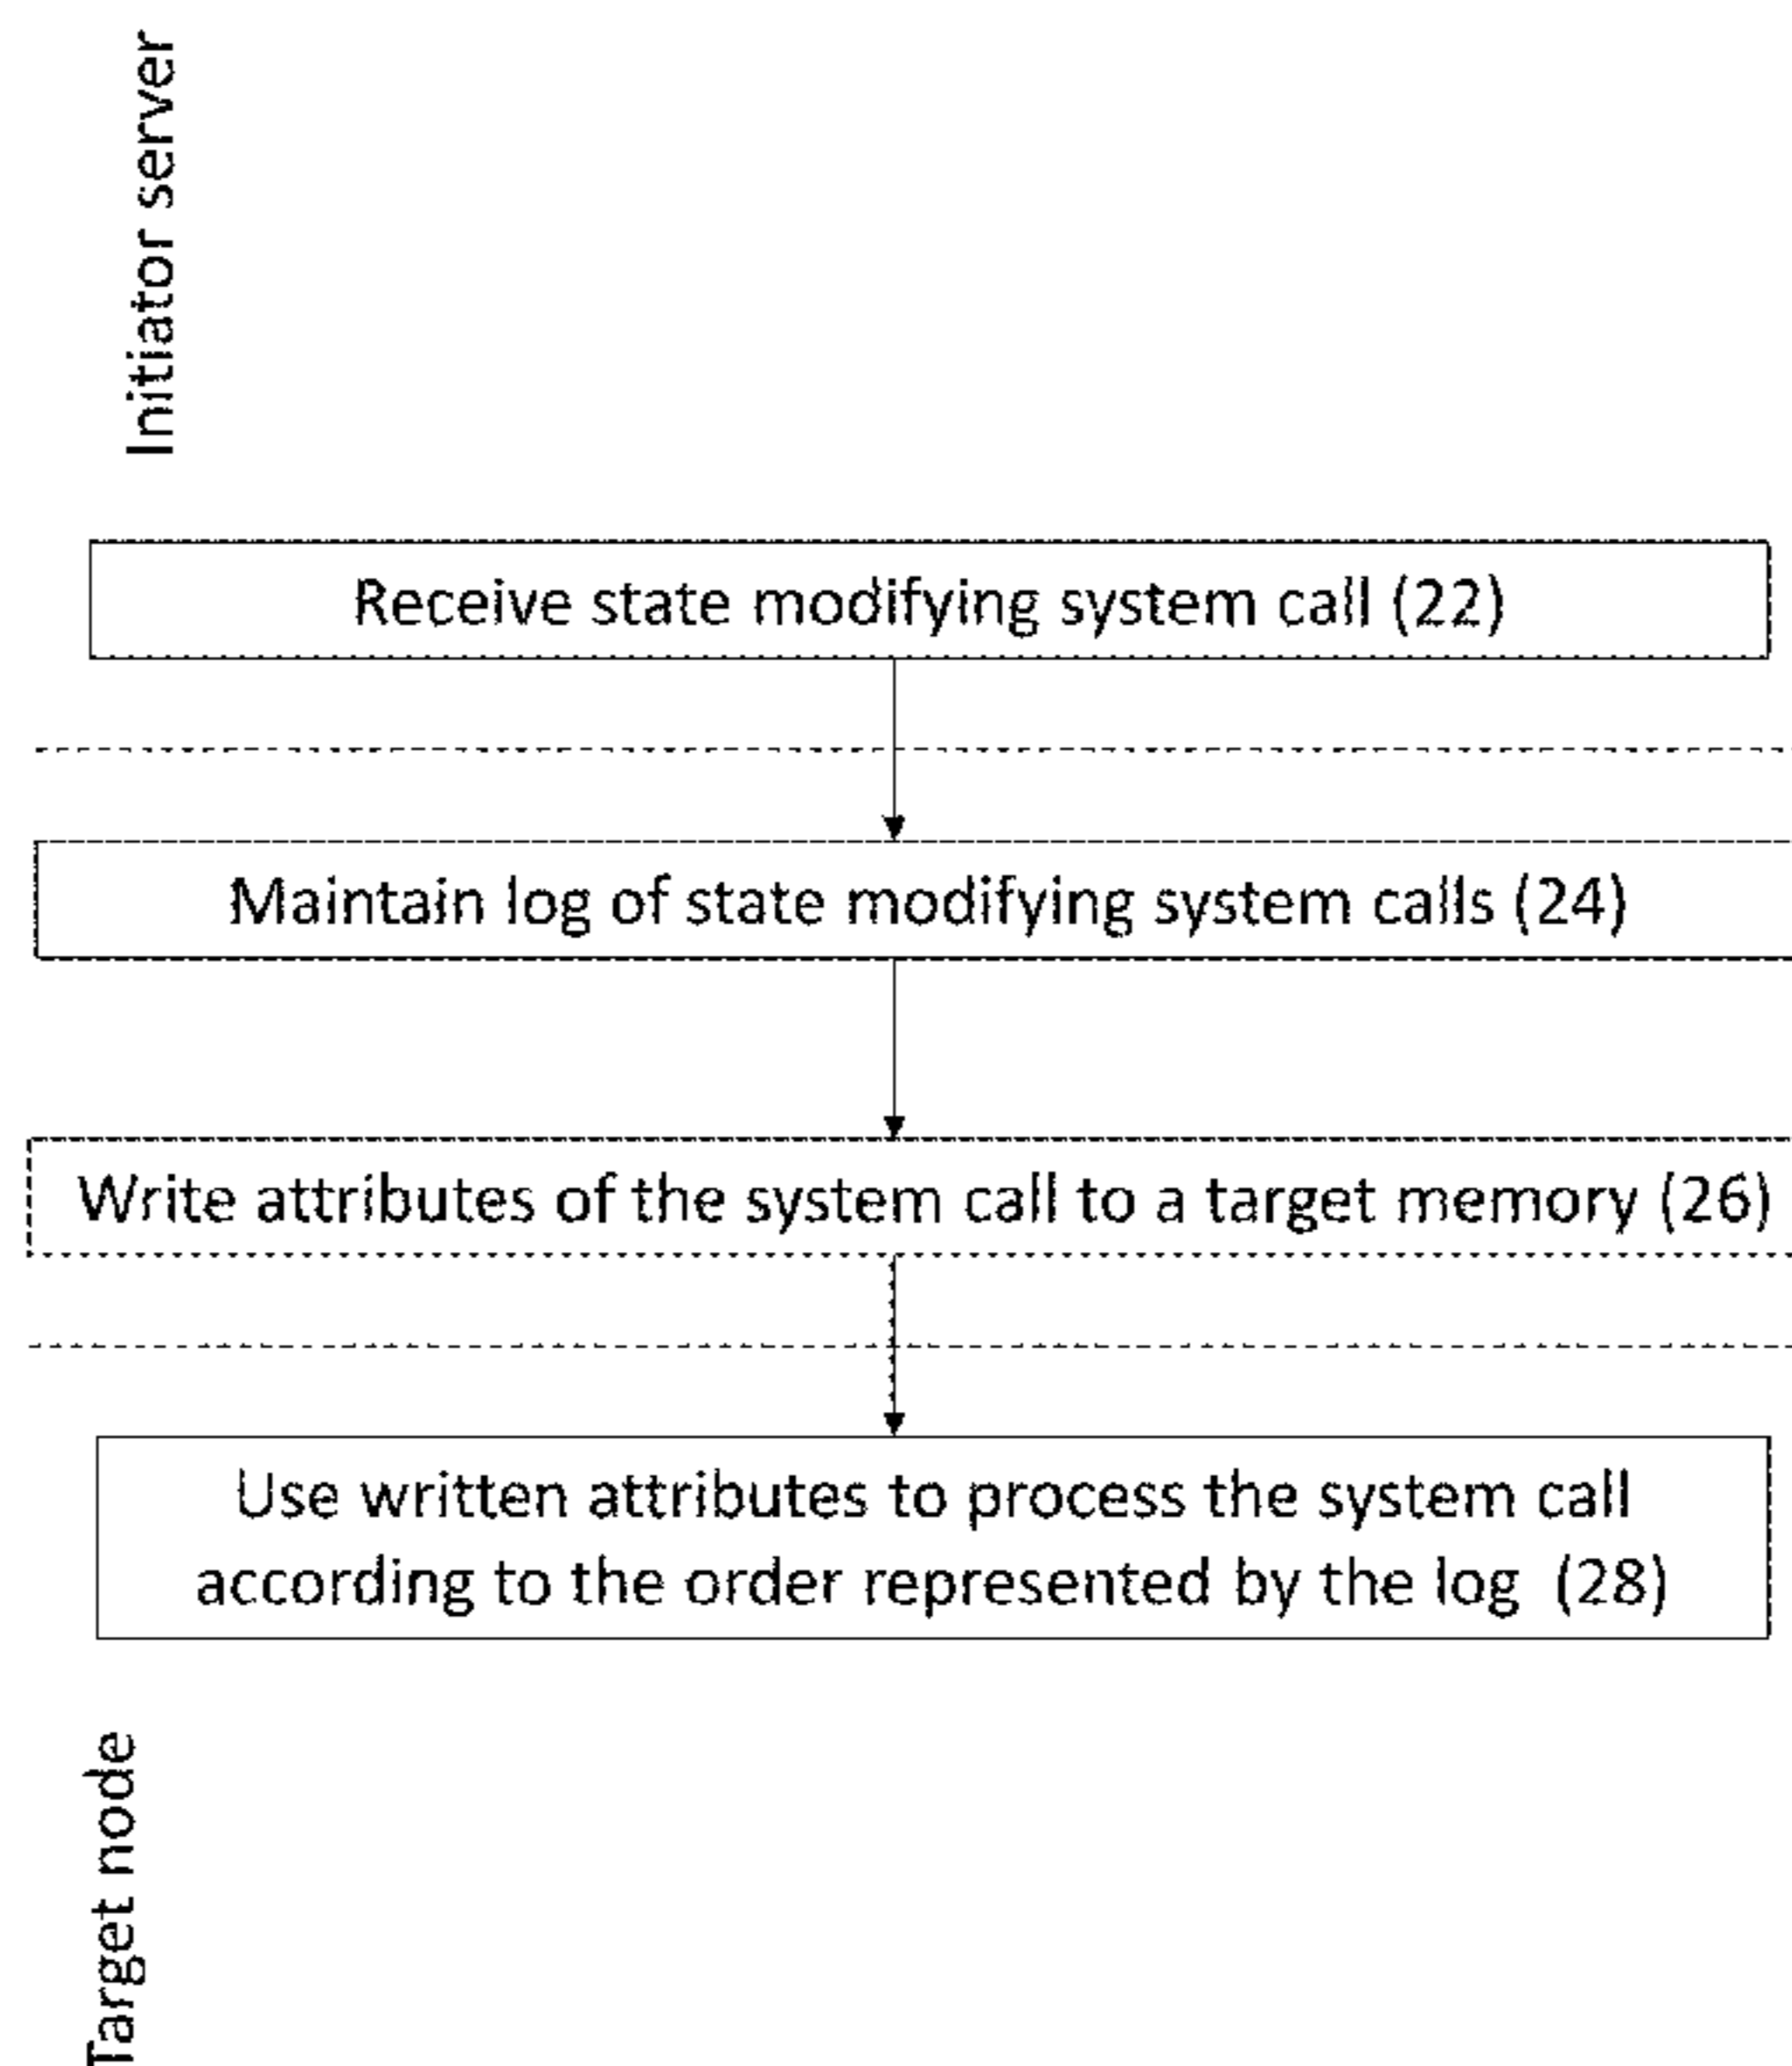 Initiator server
Receive state modifying system call (22)
Maintain log of state modifying system calls (24)
Write attributes of the system call to a target memory (26)
Use written attributes to process the system call
according to the order represented by the log (28)
Target node